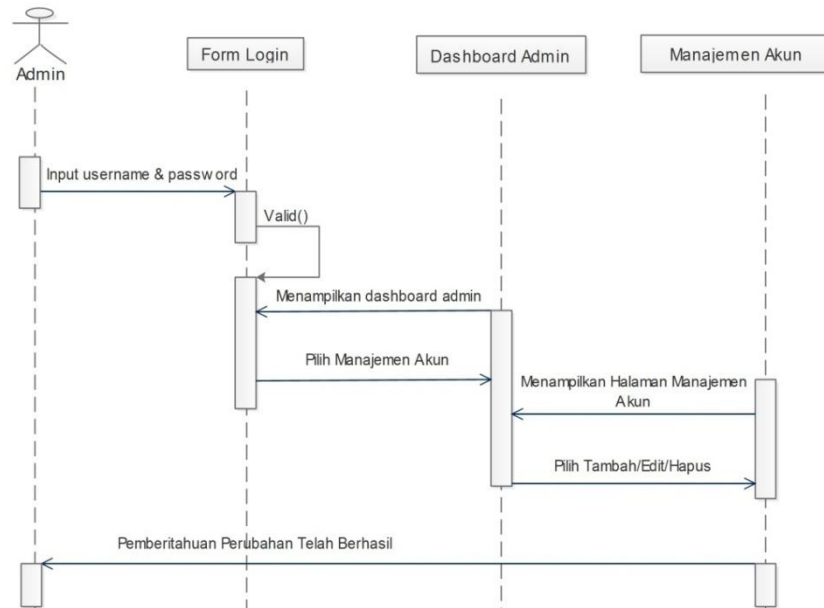 Admin
Form Login
Dashboard Admin
Manajemen Akun
Input username & password
Valid()
Menampilkan dashboard admin
Pilih Manajemen Akun
Menampilkan Halaman Manajemen
Akun
Pilih Tambah/Edit/Hapus
Pemberitahuan Perubahan Telah Berhasil